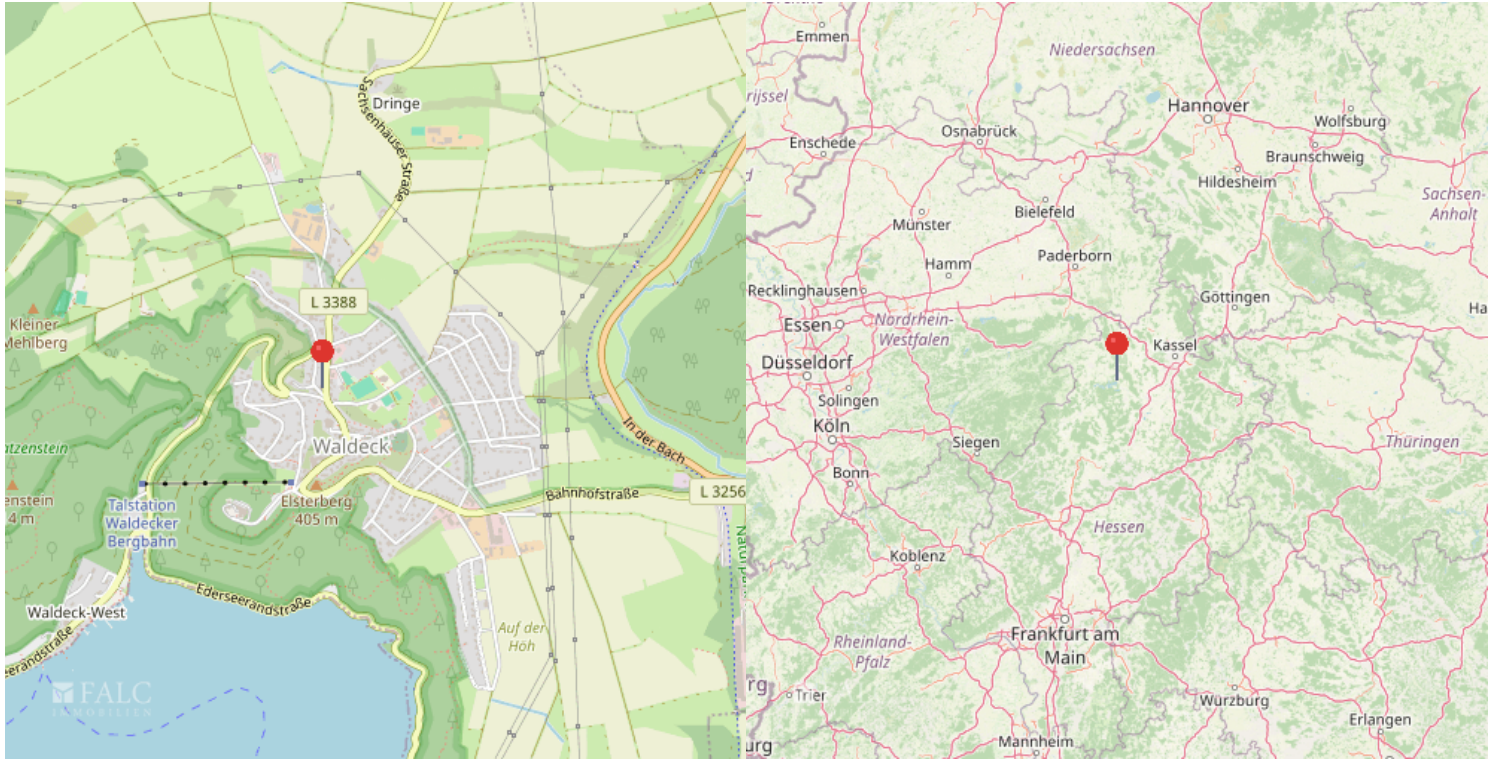 Dringe
Sachsenhäuser Straße
L 3388
Kleiner
Mehlberg
Waldeck
In der Bach
L 3256
Bahnhofstraße
Elsterberg
405 m
Talstation
Waldecker
Bergbahn
4 m
Waldeck-West
Ederseerandstraße
Auf der
Höh
FALC
IMMOBILIEN
Emmen
Niedersachsen
Hannover
Wolfsburg
Osnabrück
Enschede
Braunschweig
Hildesheim
Sachsen-
Anhalt
Bielefeld
Münster
Paderborn
Hamm
Recklinghausen
Göttingen
Essen
Nordrhein-
Westfalen
Kassel
Düsseldorf
Solingen
Köln
Siegen
Thüringen
Bonn
Hessen
Koblenz
Frankfurt am
Main
Rheinland-
Pfalz
Trier
Würzburg
Erlangen
Mannheim